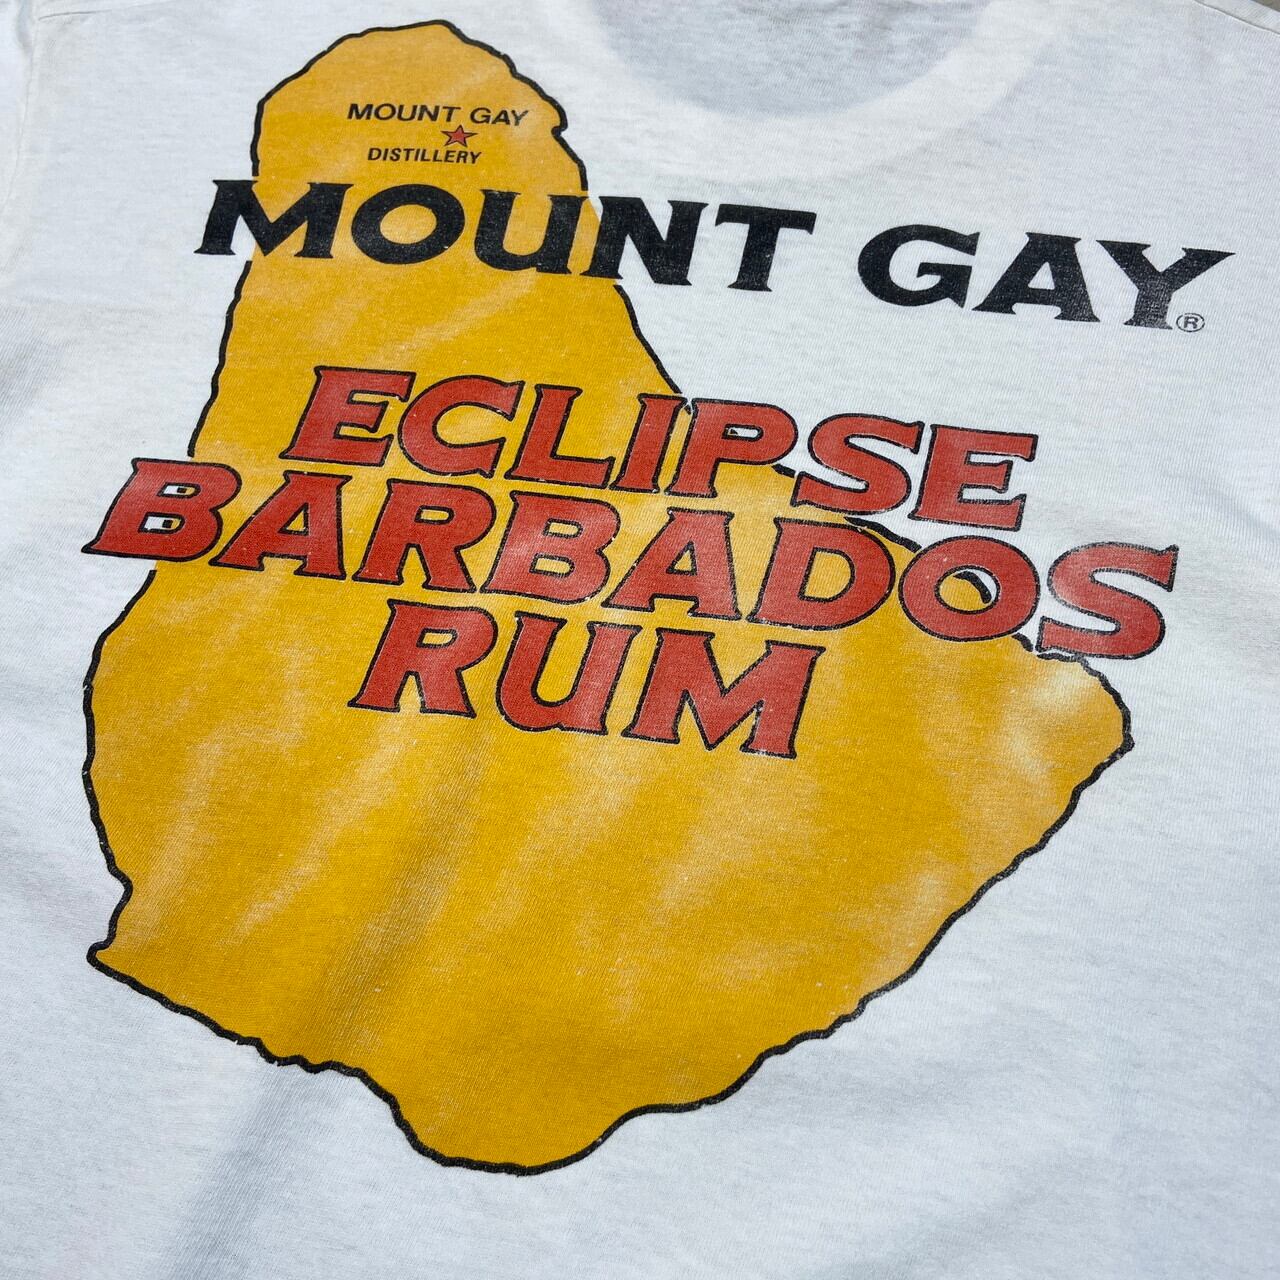 MOUNT GAY
DISTILLERY
MOUNT GAY®
ECLIPSE
BARBADOS
RUM